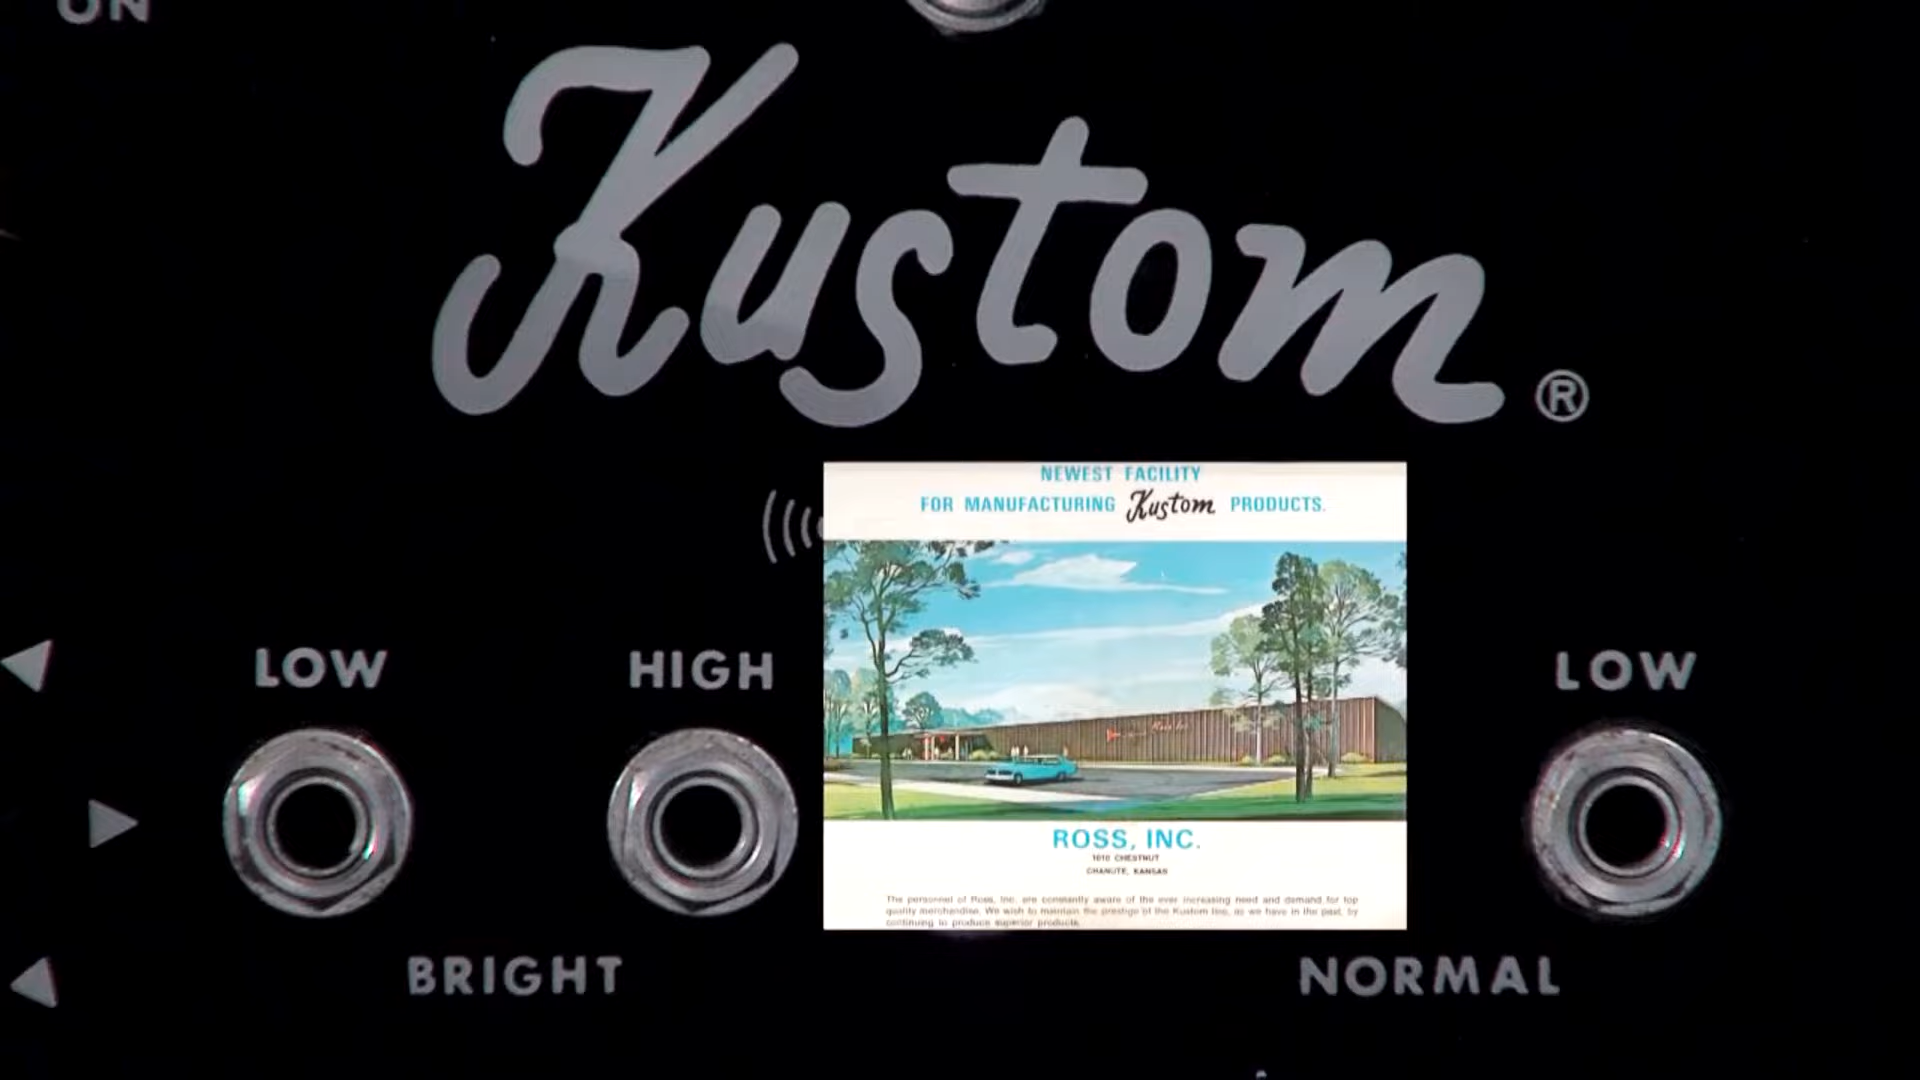 ON
Kustom
®
NEWEST FACILITY
FOR MANUFACTURING Kustom PRODUCTS.
LOW HIGH LOW
ROSS, INC.
1010 CHESTNUT
CHANUTE, KANSAS
The personnel of Ross, Inc. are constantly aware of the ever increasing need and demand for top
quality merchandise. We wish to maintain the prestige of the Kustom line, as we have in the past, by
continuing to produce superior products.
BRIGHT NORMAL